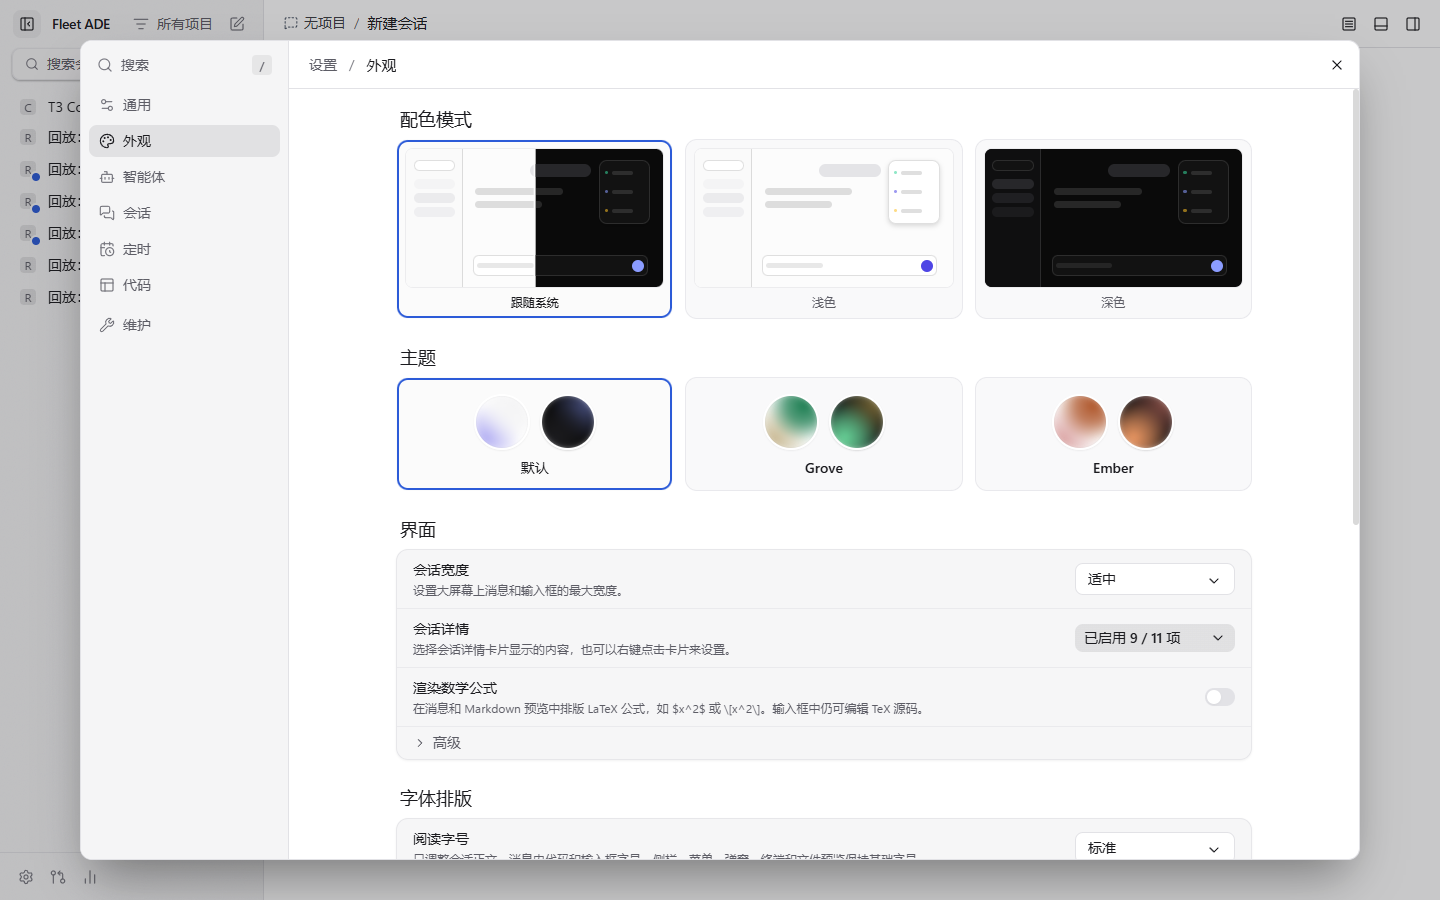 Fleet ADE
所有项目
无项目 / 新建会话
搜索
T3
回放:
回放:
回放:
回放:
回放:
回放:
C
R
R
R
R
R
R
搜索
/
通用
外观
智能体
会话
定时
代码
维护
设置 / 外观
配色模式
跟随系统
浅色
深色
主题
默认
Grove
Ember
界面
会话宽度
设置大屏幕上消息和输入框的最大宽度。
适中
会话详情
选择会话详情卡片显示的内容，也可以右键点击卡片来设置。
已启用 9 / 11 项
渲染数学公式
在消息和 Markdown 预览中排版 LaTeX 公式，如 $x^2$ 或 \[x^2\]。输入框中仍可编辑 TeX 源码。
高级
字体排版
阅读字号
标准